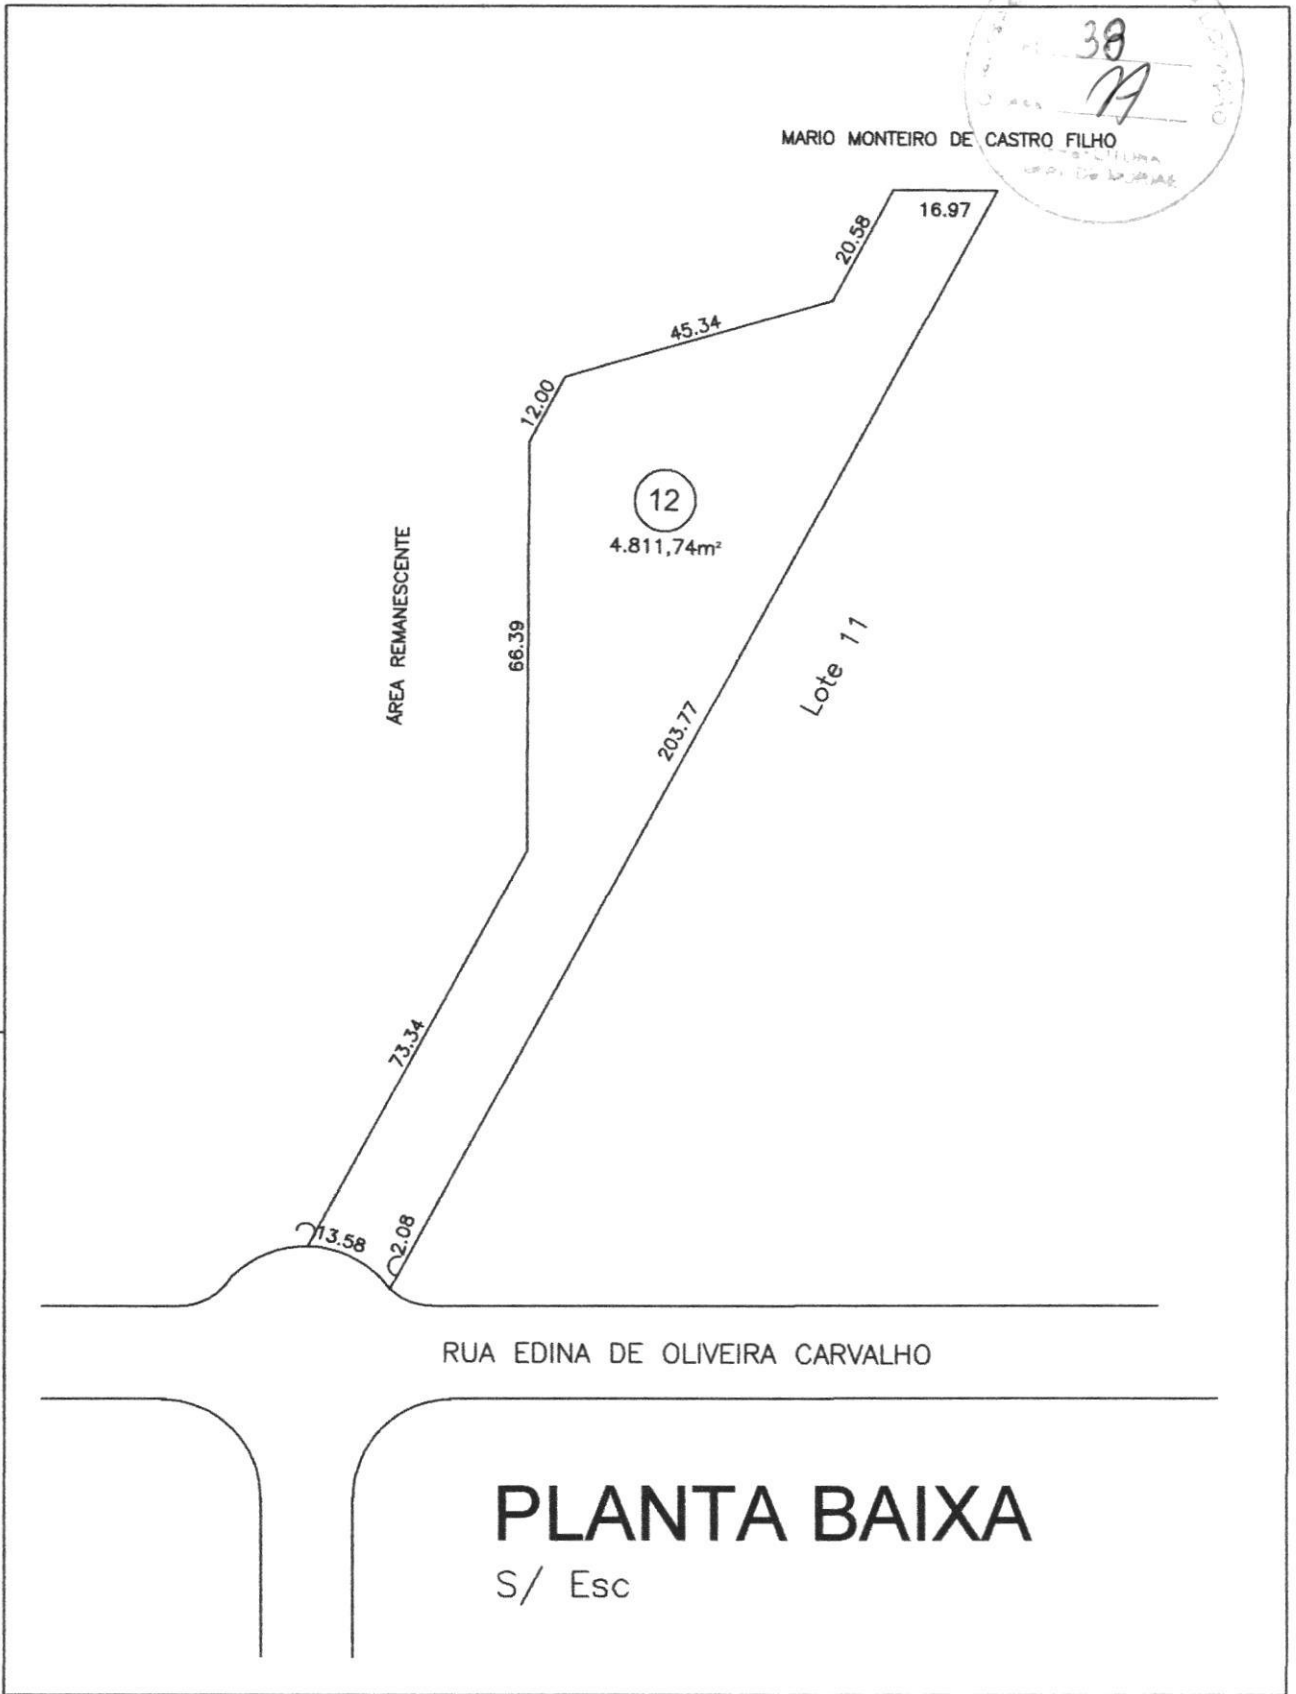 38
MARIO MONTEIRO DE CASTRO FILHO
16.97
20.58
45.34
12.00
12
4.811,74m²
ÁREA REMANESCENTE
66.39
Lote 11
203.77
73.34
13.58
2.08
RUA EDINA DE OLIVEIRA CARVALHO
PLANTA BAIXA
S/ Esc